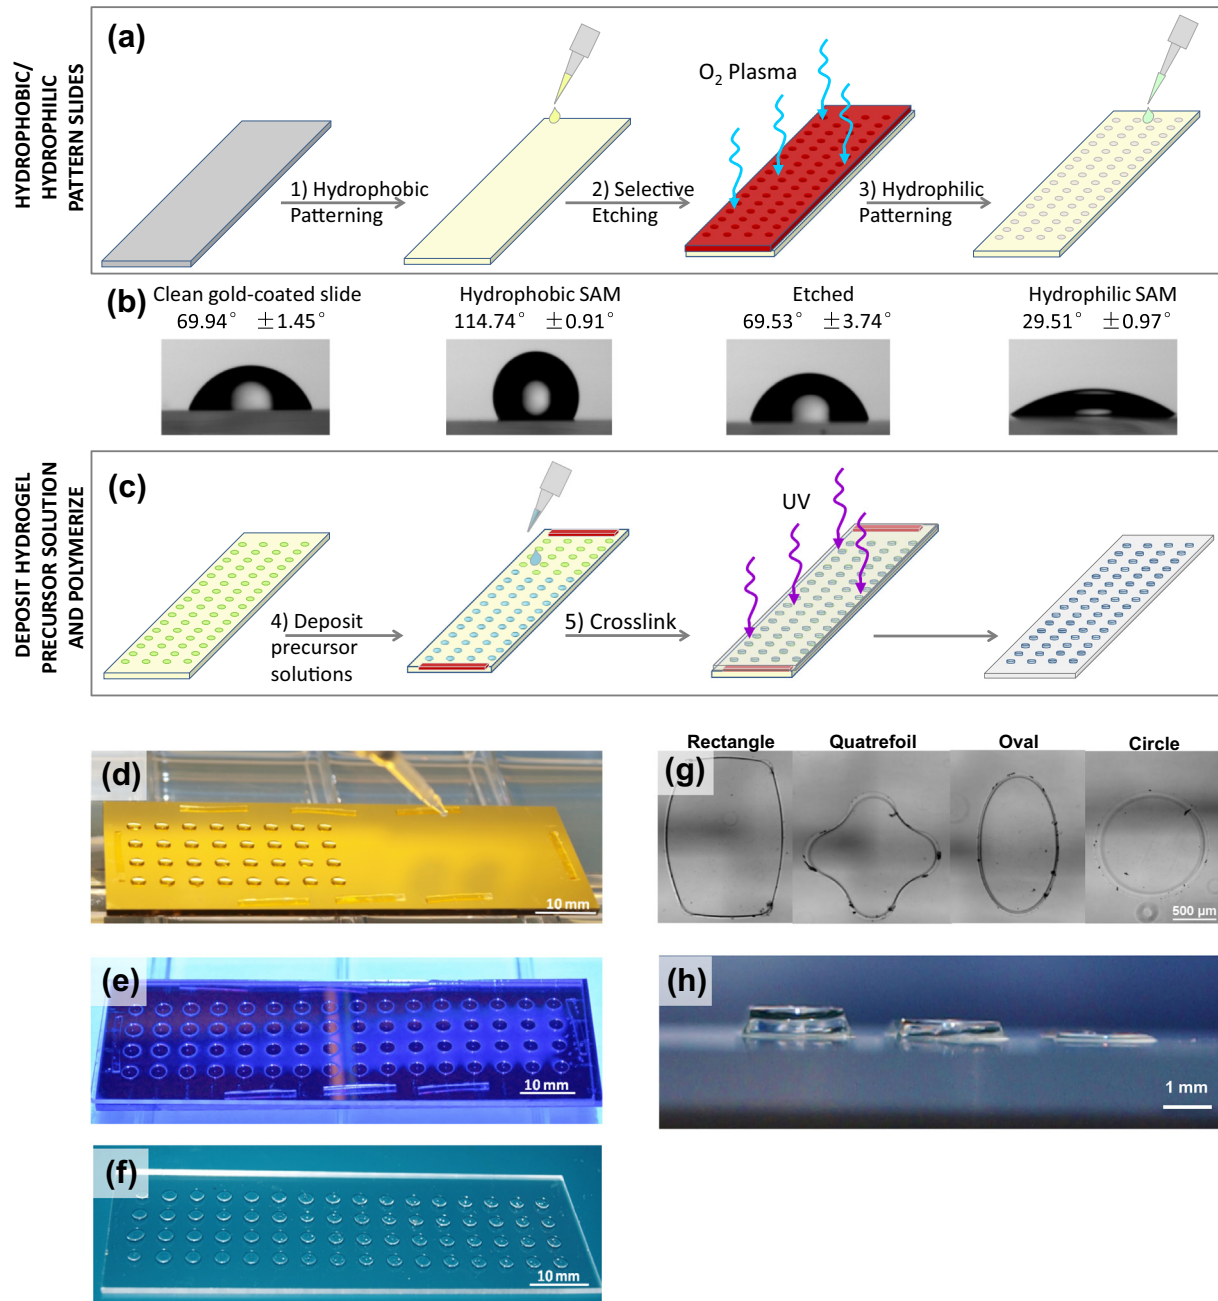 HYDROPHOBIC/
HYDROPHILIC
PATTERN SLIDES
(a)
O2 Plasma
1) Hydrophobic
Patterning
2) Selective
Etching
3) Hydrophilic
Patterning
(b)
Clean gold-coated slide
69.94° ±1.45°
Hydrophobic SAM
114.74° ±0.91°
Etched
69.53° ±3.74°
Hydrophilic SAM
29.51° ±0.97°
DEPOSIT HYDROGEL
PRECURSOR SOLUTION
AND POLYMERIZE
(c)
UV
4) Deposit
precursor
solutions
5) Crosslink
(d)
10 mm
(e)
10 mm
(f)
10 mm
Rectangle
Quatrefoil
Oval
Circle
(g)
500 µm
(h)
1 mm